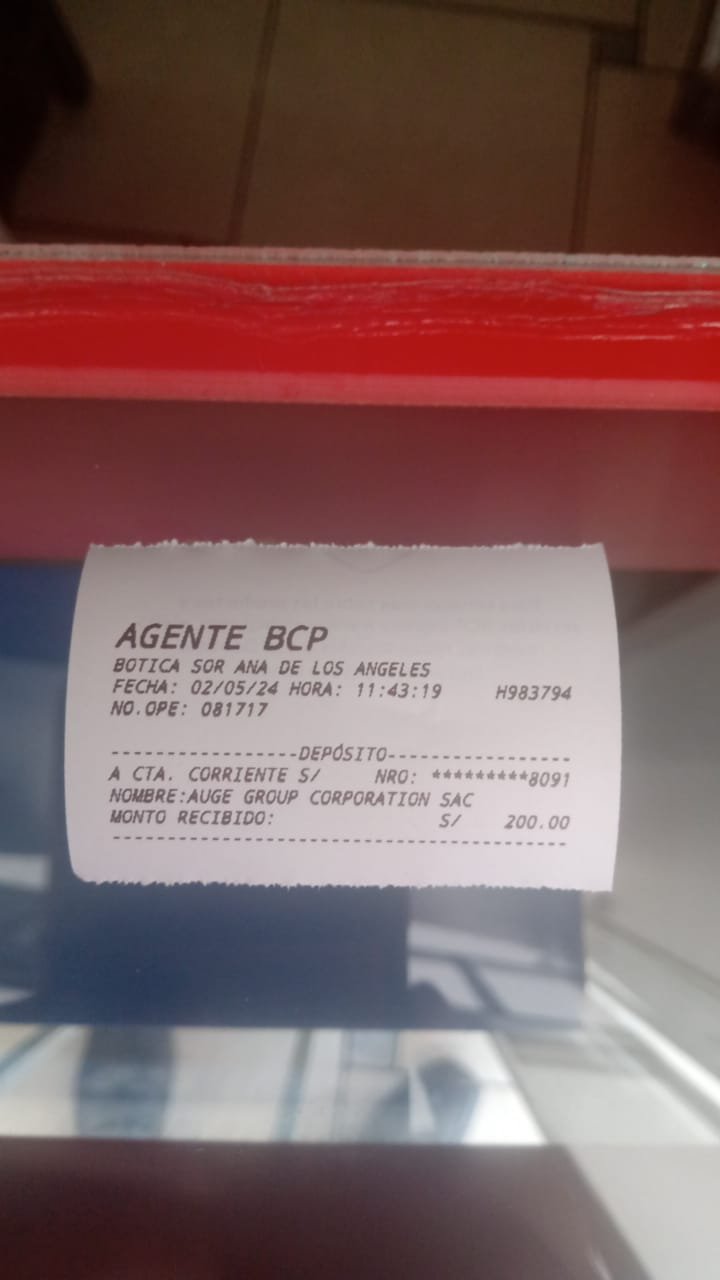 AGENTE BCP
BOTICA SOR ANA DE LOS ANGELES
FECHA: 02/05/24 HORA: 11:43:19 H983794
NO.OPE: 081717
-----------------DEPÓSITO-----------------
A CTA. CORRIENTE S/ NRO: *********8091
NOMBRE:AUGE GROUP CORPORATION SAC
MONTO RECIBIDO: S/ 200.00
------------------------------------------